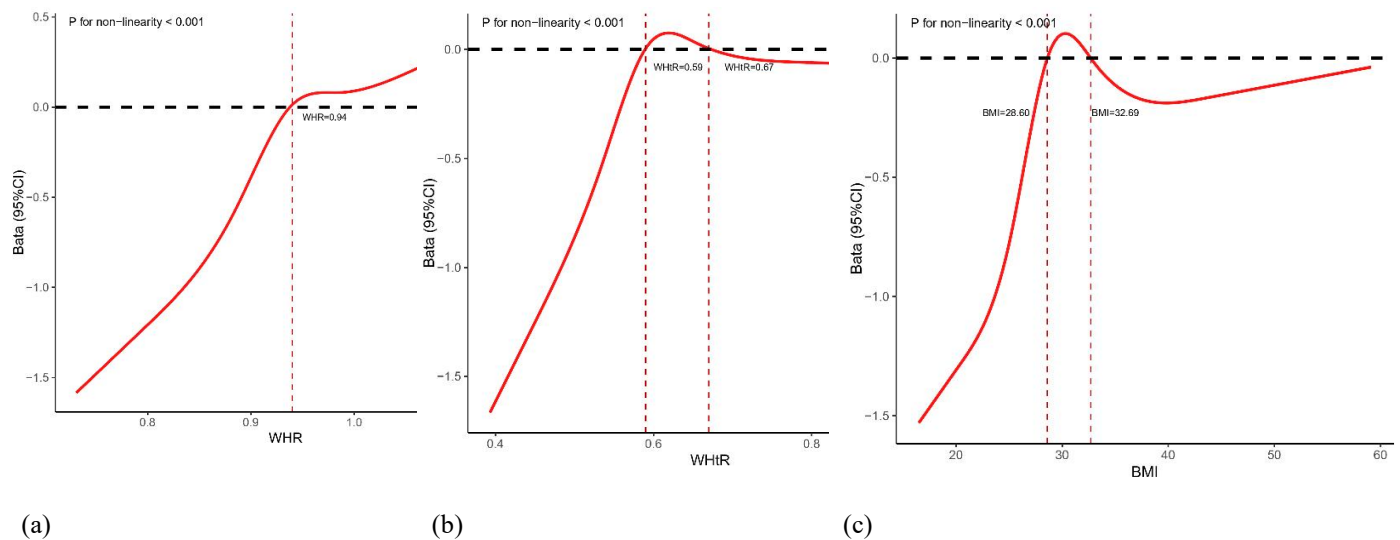 P for non−linearity < 0.001
0.5
0.0
−0.5
−1.0
−1.5
Bata (95%CI)
WHR=0.94
0.8
0.9
1.0
WHR
(a)
P for non−linearity < 0.001
0.0
−0.5
−1.0
−1.5
Bata (95%CI)
WHtR=0.59
WHtR=0.67
0.4
0.6
0.8
WHtR
(b)
P for non−linearity < 0.001
0.0
−0.5
−1.0
−1.5
Bata (95%CI)
BMI=28.60
BMI=32.69
20
30
40
50
60
BMI
(c)